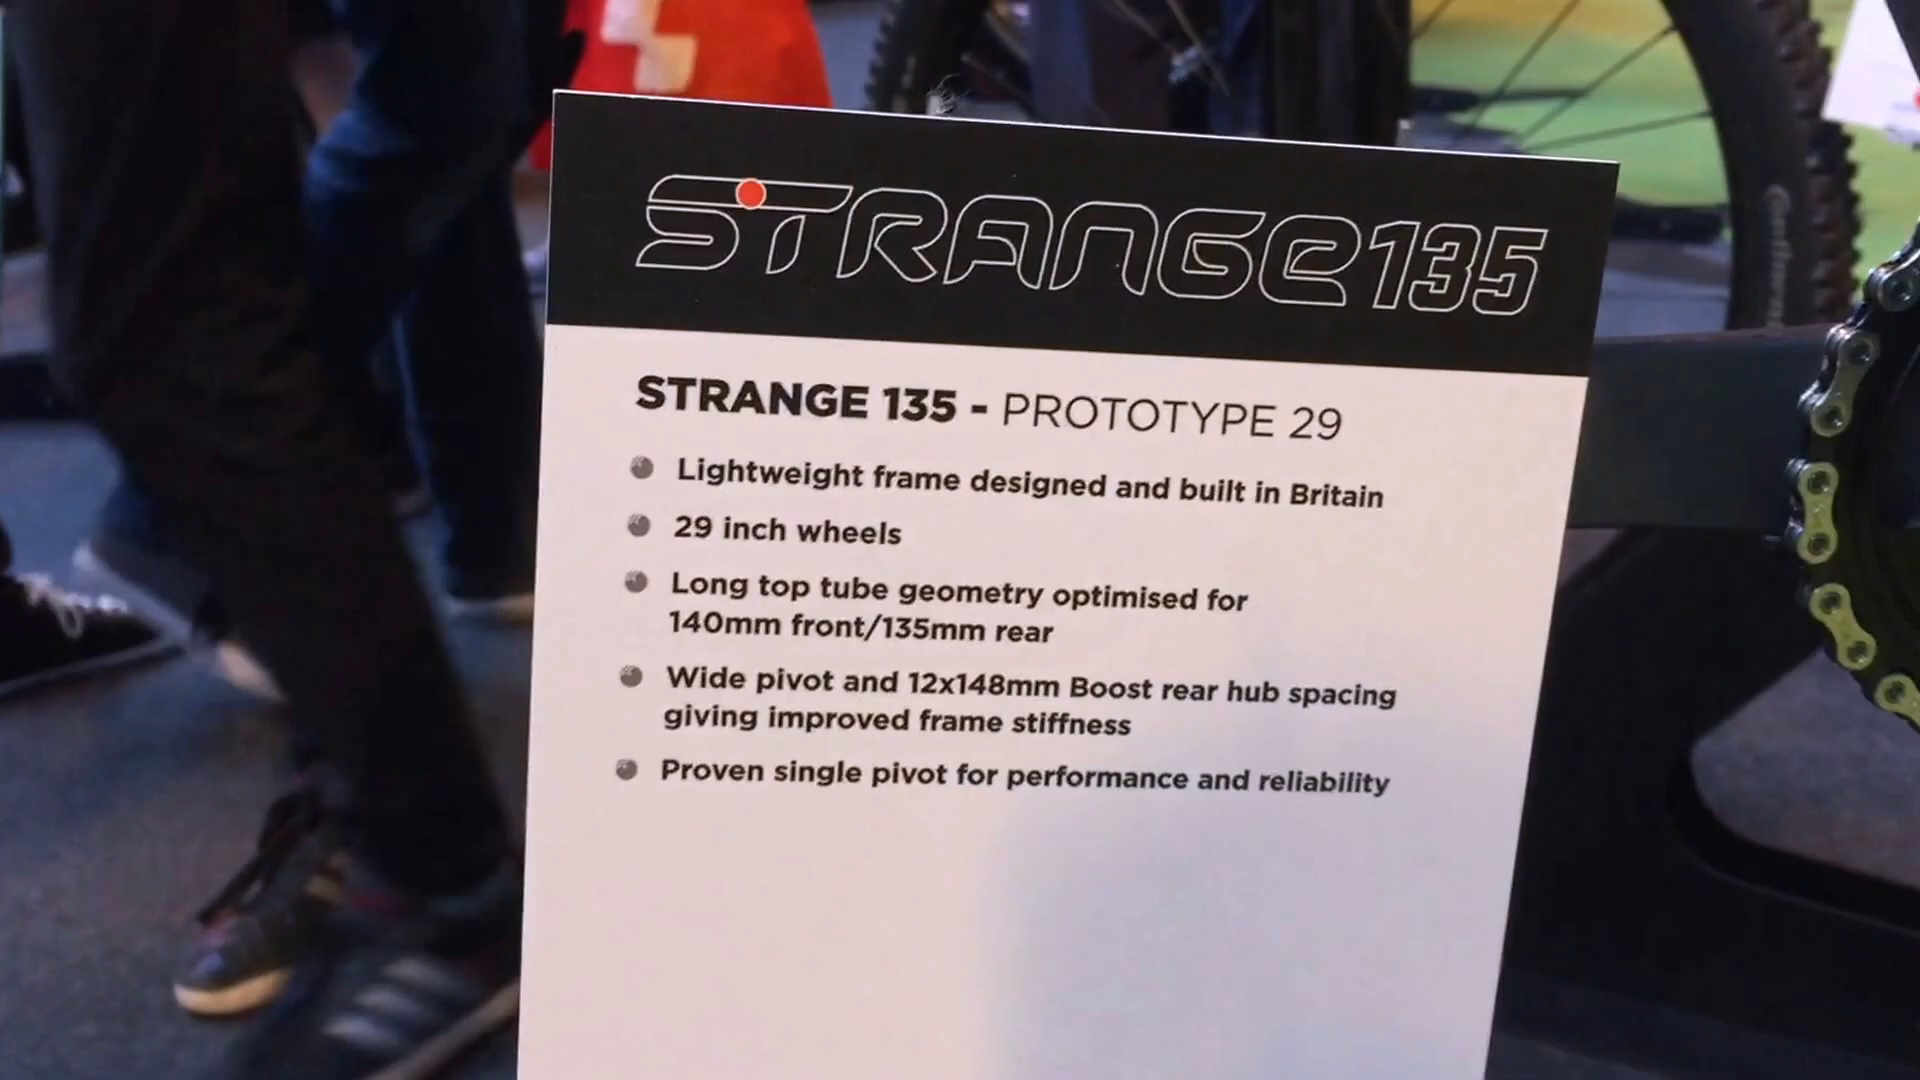 STRANGE135
STRANGE 135 - PROTOTYPE 29
Lightweight frame designed and built in Britain
29 inch wheels
Long top tube geometry optimised for
140mm front/135mm rear
Wide pivot and 12x148mm Boost rear hub spacing
giving improved frame stiffness
Proven single pivot for performance and reliability